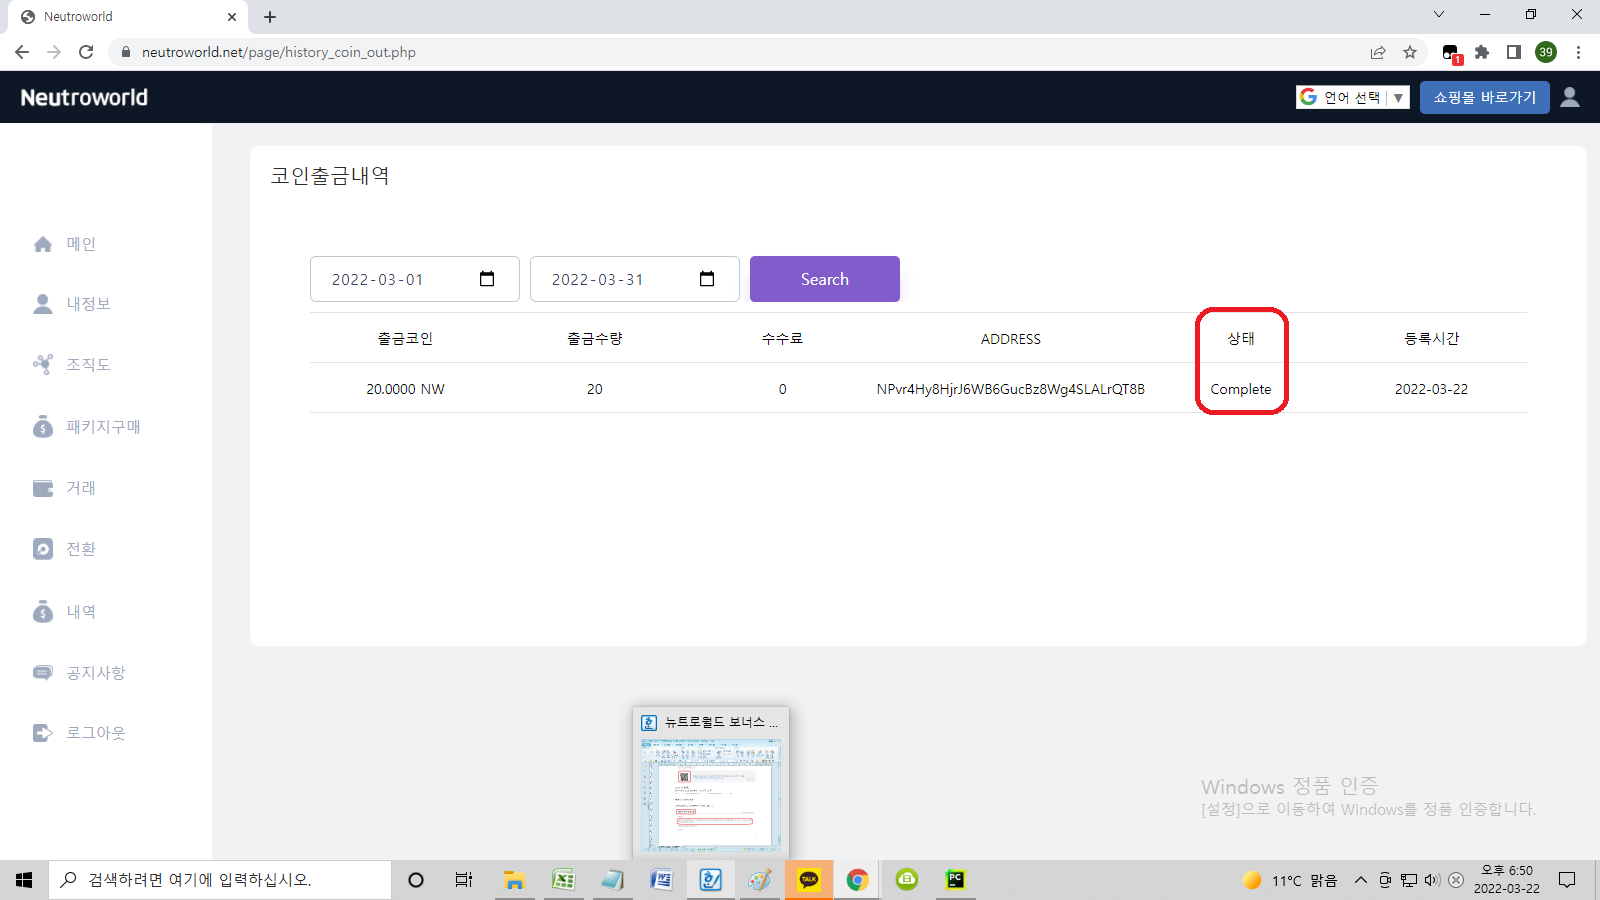 Neutroworld
neutroworld.net/page/history_coin_out.php
1
39
Neutroworld
언어 선택 ▼
쇼핑몰 바로가기
코인출금내역
메인
내정보
조직도
패키지구매
거래
전환
내역
공지사항
로그아웃
2022-03-01
2022-03-31
Search
출금코인 출금수량 수수료 ADDRESS 상태 등록시간
20.0000 NW 20 0 NPvr4Hy8HjrJ6WB6GucBz8Wg4SLALrQT8B Complete 2022-03-22
뉴트로월드 보너스 ...
Windows 정품 인증
[설정]으로 이동하여 Windows를 정품 인증합니다.
검색하려면 여기에 입력하십시오.
TALK
PC
11°C 맑음
오후 6:50
2022-03-22